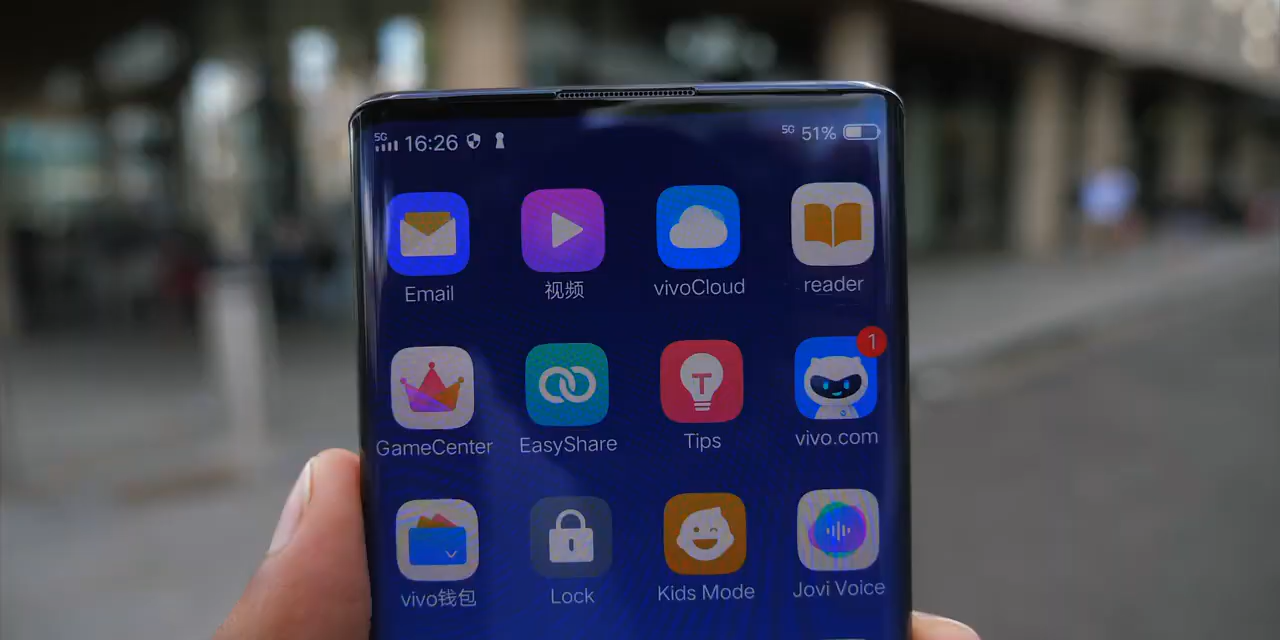 5G 16:26 5G 51%
Email 视频 vivoCloud reader
1
T
GameCenter EasyShare Tips vivo.com
vivo钱包 Lock Kids Mode Jovi Voice